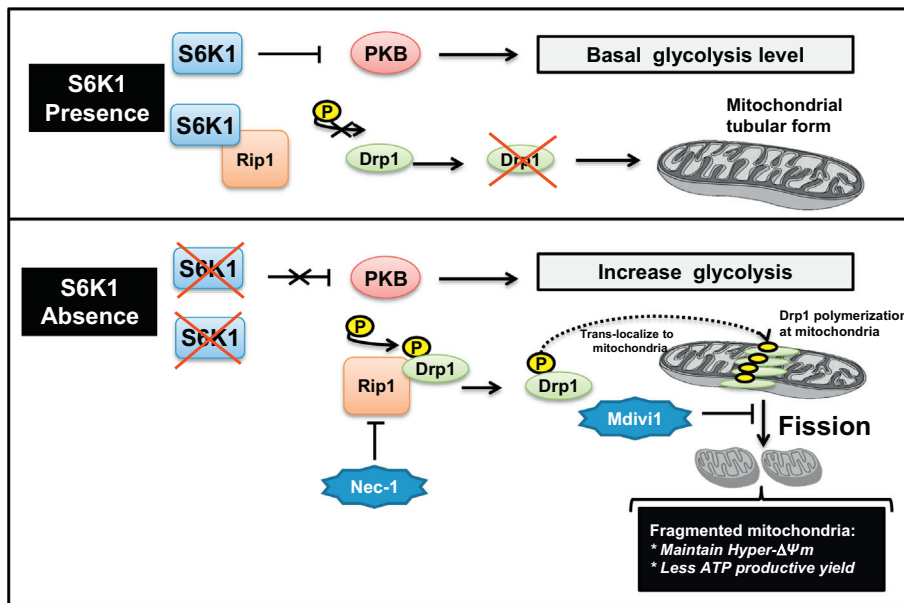 S6K1
Presence
S6K1
PKB
Basal glycolysis level
S6K1
Rip1
P
Drp1
Drp1
Mitochondrial
tubular form
S6K1
Absence
S6K1
S6K1
PKB
Increase glycolysis
P
Rip1
P
Drp1
P
Drp1
Trans-localize to
mitochondria
Drp1 polymerization
at mitochondria
Mdivi1
Fission
Nec-1
Fragmented mitochondria:
* Maintain Hyper-ΔΨm
* Less ATP productive yield